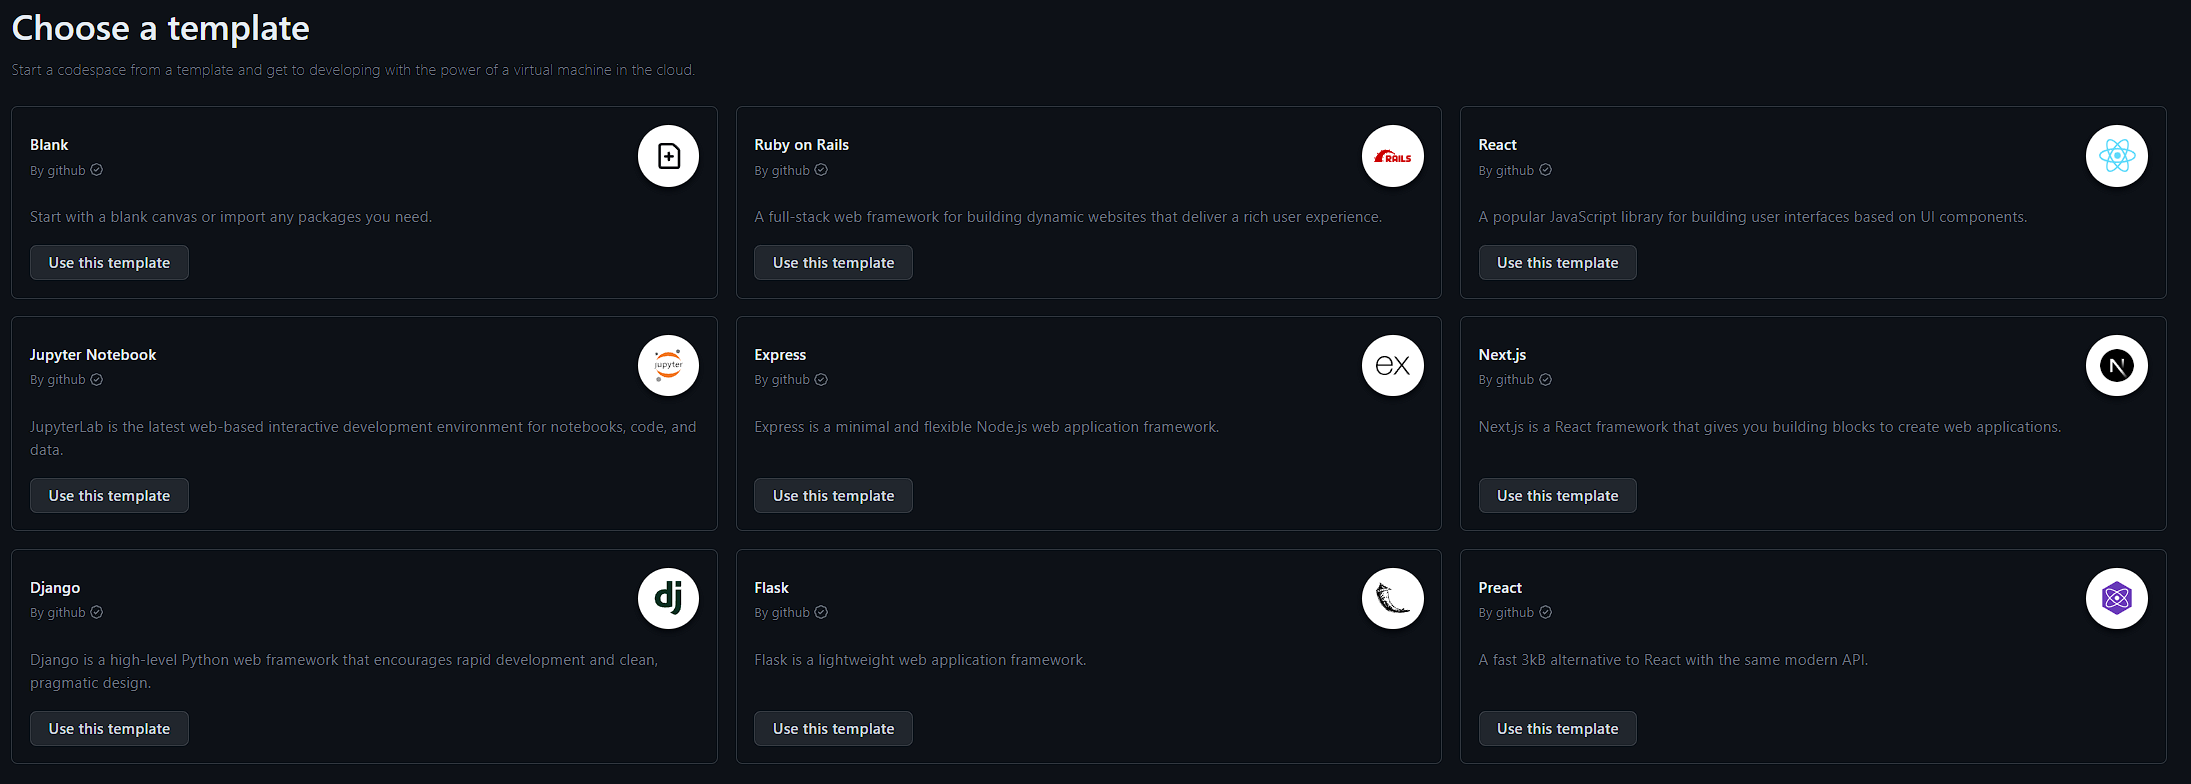 Choose a template
Start a codespace from a template and get to developing with the power of a virtual machine in the cloud.
Blank
By github
Start with a blank canvas or import any packages you need.
Use this template
Ruby on Rails
By github
RAILS
A full-stack web framework for building dynamic websites that deliver a rich user experience.
Use this template
React
By github
A popular JavaScript library for building user interfaces based on UI components.
Use this template
Jupyter Notebook
By github
jupyter
JupyterLab is the latest web-based interactive development environment for notebooks, code, and
data.
Use this template
Express
By github
ex
Express is a minimal and flexible Node.js web application framework.
Use this template
Next.js
By github
N
Next.js is a React framework that gives you building blocks to create web applications.
Use this template
Django
By github
dj
Django is a high-level Python web framework that encourages rapid development and clean,
pragmatic design.
Use this template
Flask
By github
Flask is a lightweight web application framework.
Use this template
Preact
By github
A fast 3kB alternative to React with the same modern API.
Use this template